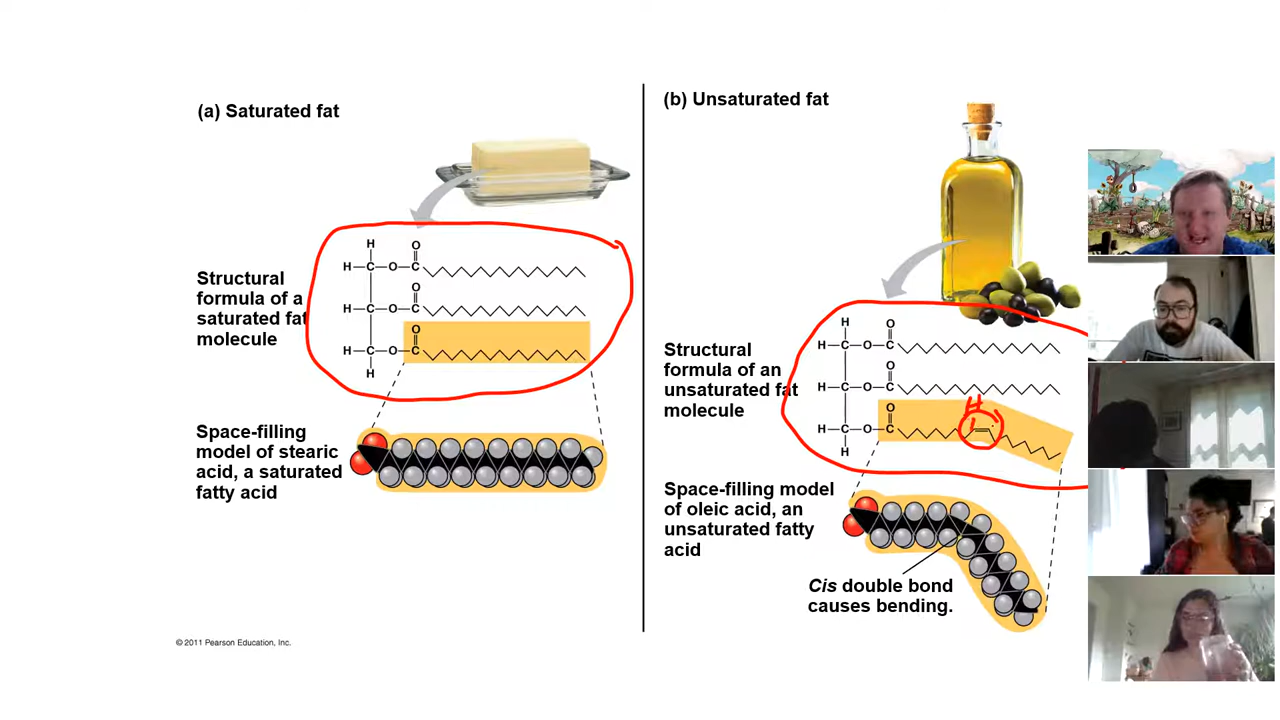 (a) Saturated fat
H O
H C O C
O
H C O C
O
H C O C
H
Structural
formula of a
saturated fat
molecule
Space-filling
model of stearic
acid, a saturated
fatty acid
(b) Unsaturated fat
H O
H C O C
O
H C O C
H
O
H C O C
H
Structural
formula of an
unsaturated fat
molecule
Space-filling model
of oleic acid, an
unsaturated fatty
acid
Cis double bond
causes bending.
© 2011 Pearson Education, Inc.